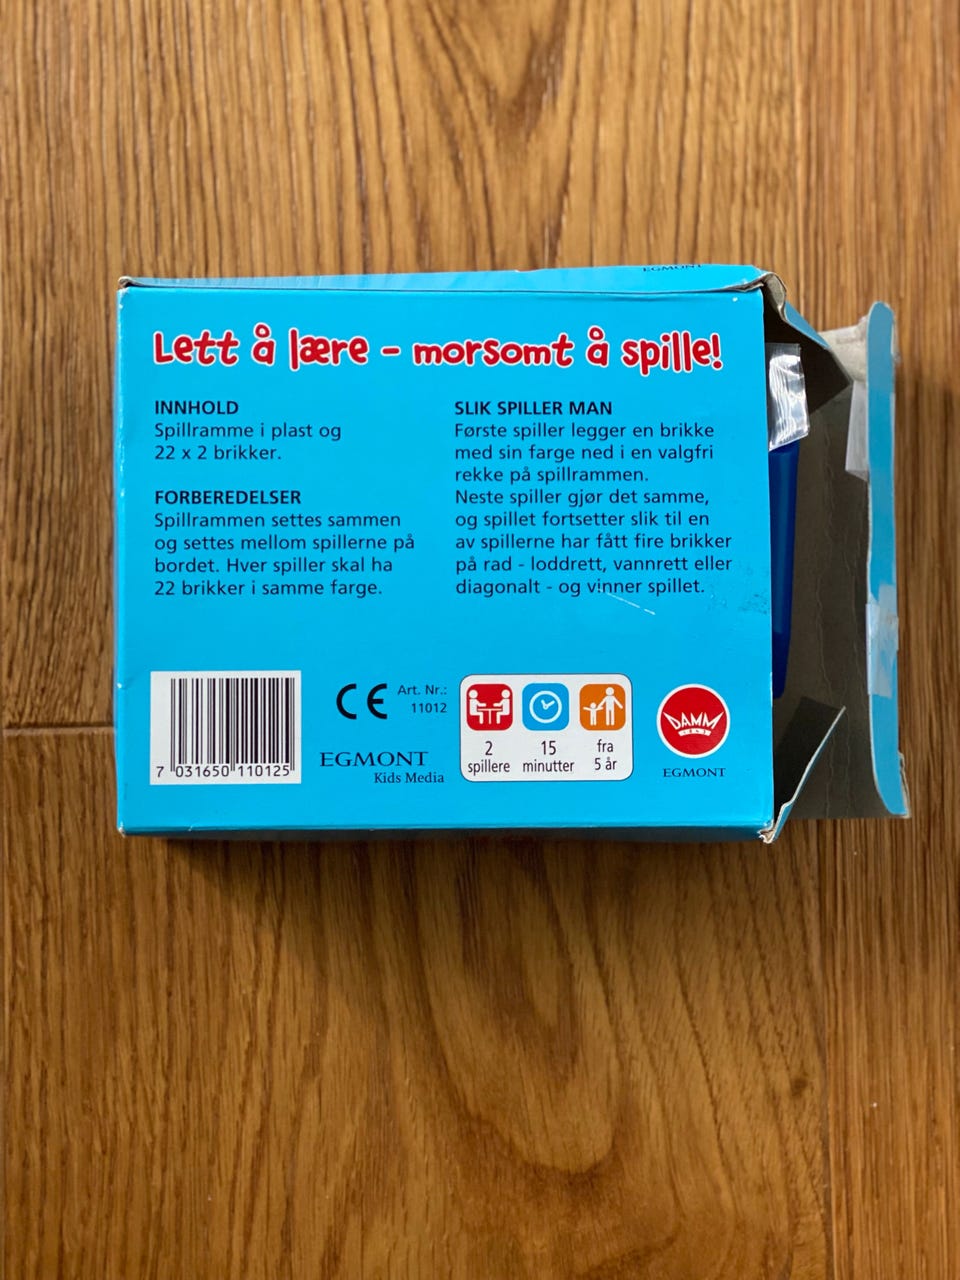 EGMONT
Lett å lære - morsomt å spille!
INNHOLD
Spillramme i plast og
22 x 2 brikker.
FORBEREDELSER
Spillrammen settes sammen
og settes mellom spillerne på
bordet. Hver spiller skal ha
22 brikker i samme farge.
SLIK SPILLER MAN
Første spiller legger en brikke
med sin farge ned i en valgfri
rekke på spillrammen.
Neste spiller gjør det samme,
og spillet fortsetter slik til en
av spillerne har fått fire brikker
på rad - loddrett, vannrett eller
diagonalt - og vinner spillet.
7 031650 110125
CE
Art. Nr.:
11012
EGMONT
Kids Media
2
spillere
15
minutter
fra
5 år
DAMM
EGMONT